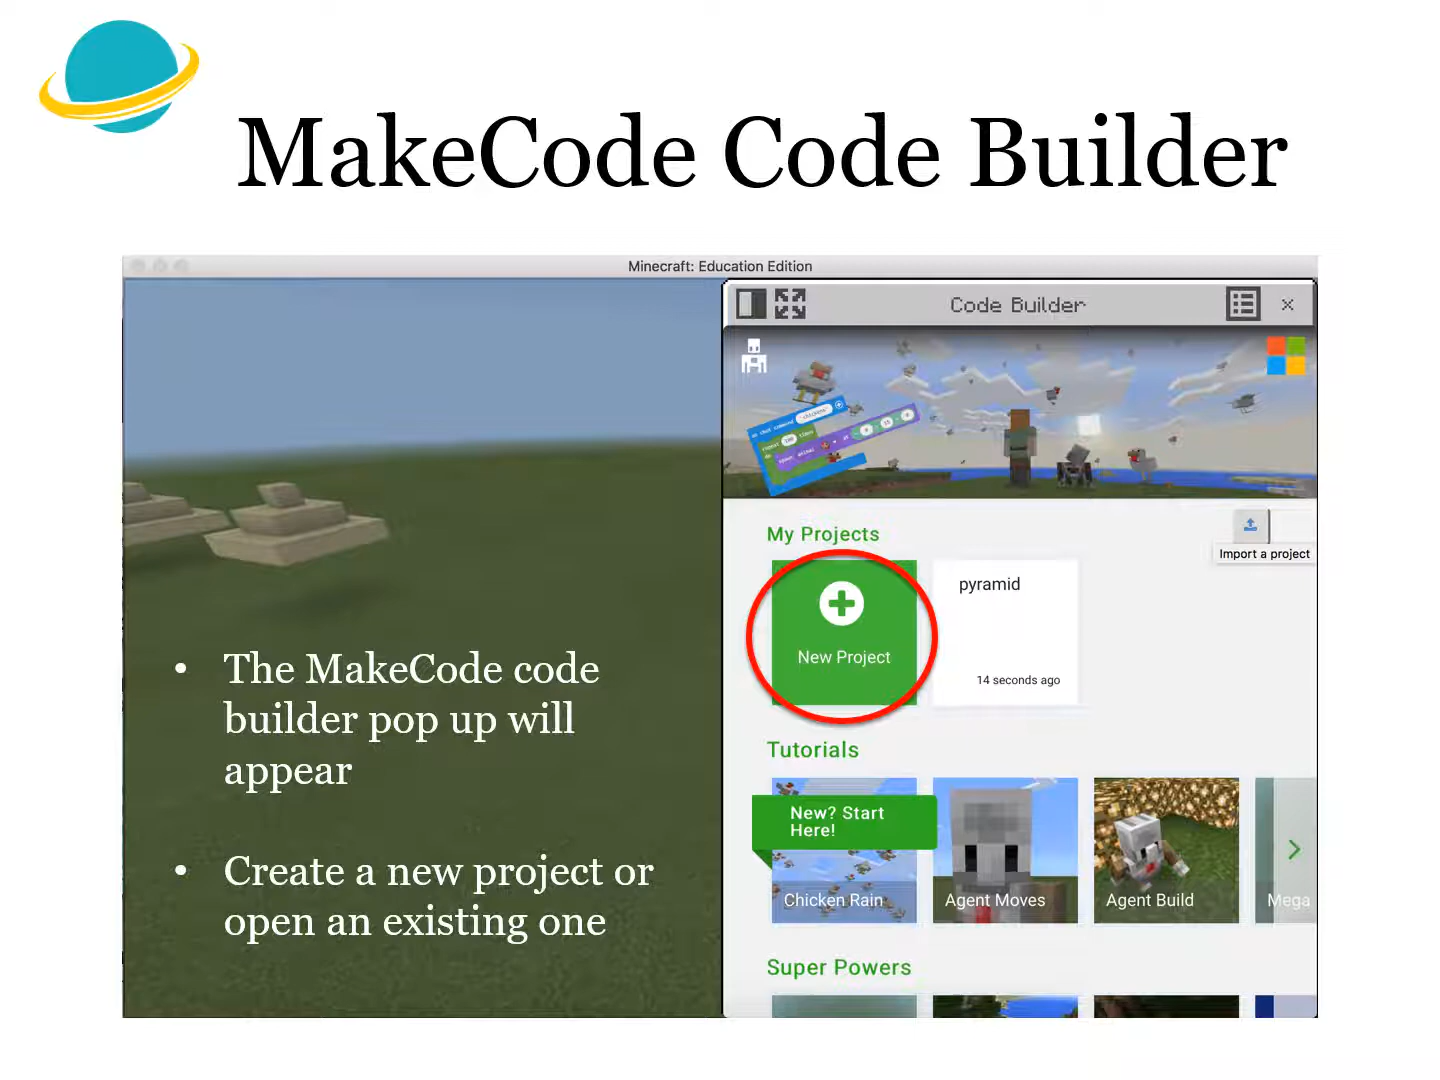 MakeCode Code Builder
Minecraft: Education Edition
Code Builder
My Projects
Import a project
New Project
pyramid
14 seconds ago
• The MakeCode code
builder pop up will
appear
• Create a new project or
open an existing one
Tutorials
New? Start
Here!
Chicken Rain
Agent Moves
Agent Build
Mega
Super Powers